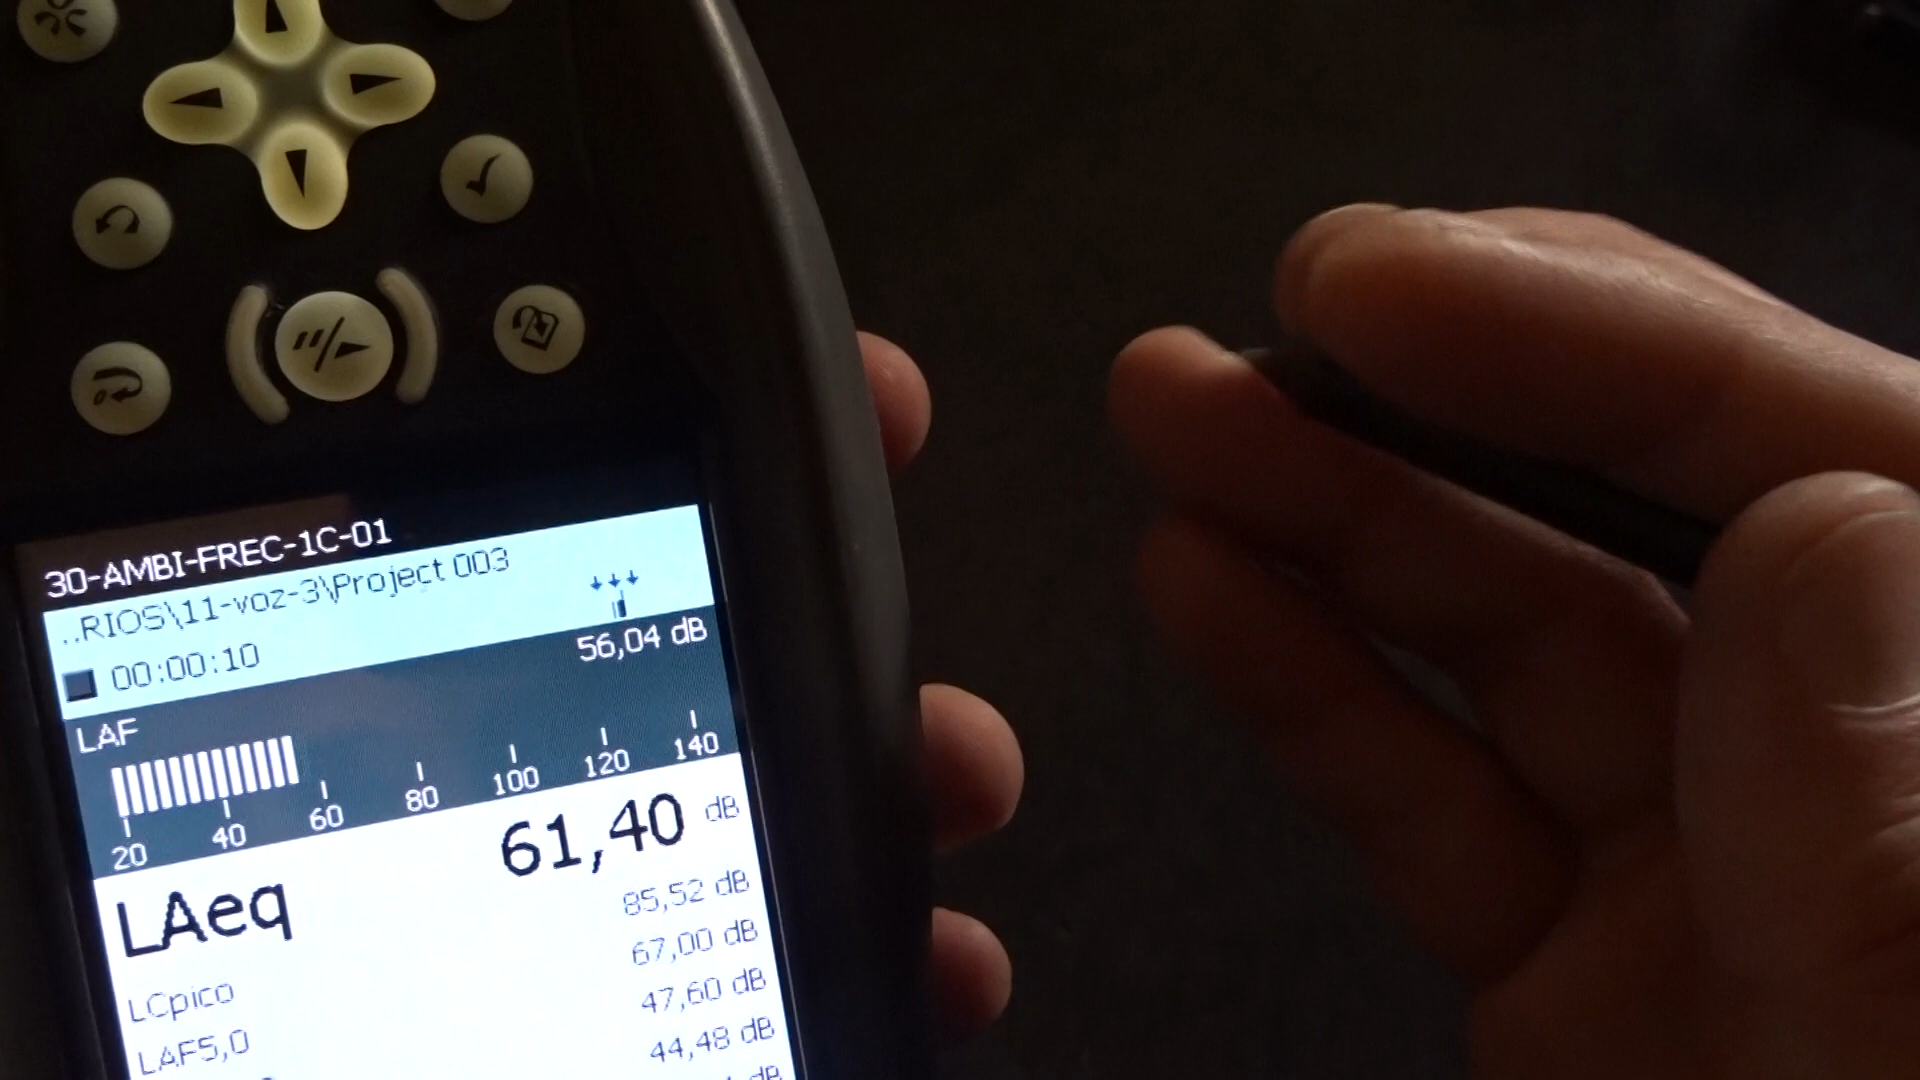 30-AMBI-FREC-1C-01
..RIOS\11-voz-3\Project 003
00:00:10
56,04 dB
LAF
20 40 60 80 100 120 140
LAeq 61,40 dB
LCpico 85,52 dB
LAF5,0 67,00 dB
47,60 dB
44,48 dB
dB